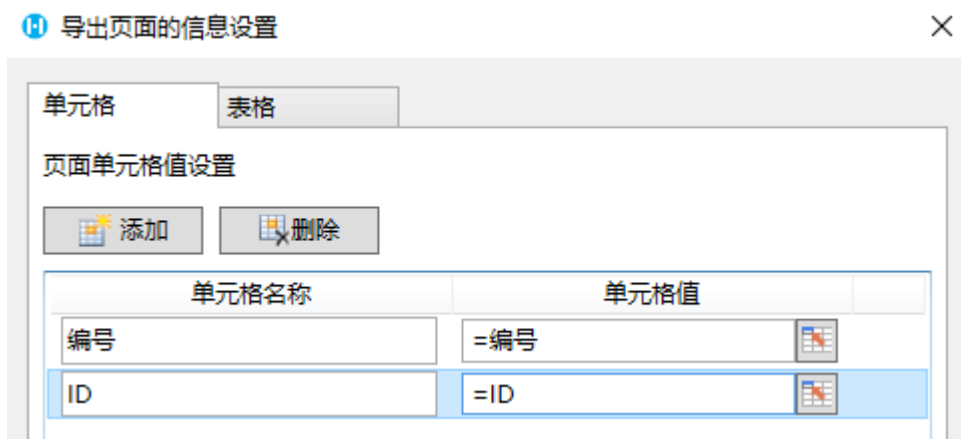 导出页面的信息设置
单元格 表格
页面单元格值设置
添加 删除
单元格名称 单元格值
编号 =编号
ID =ID